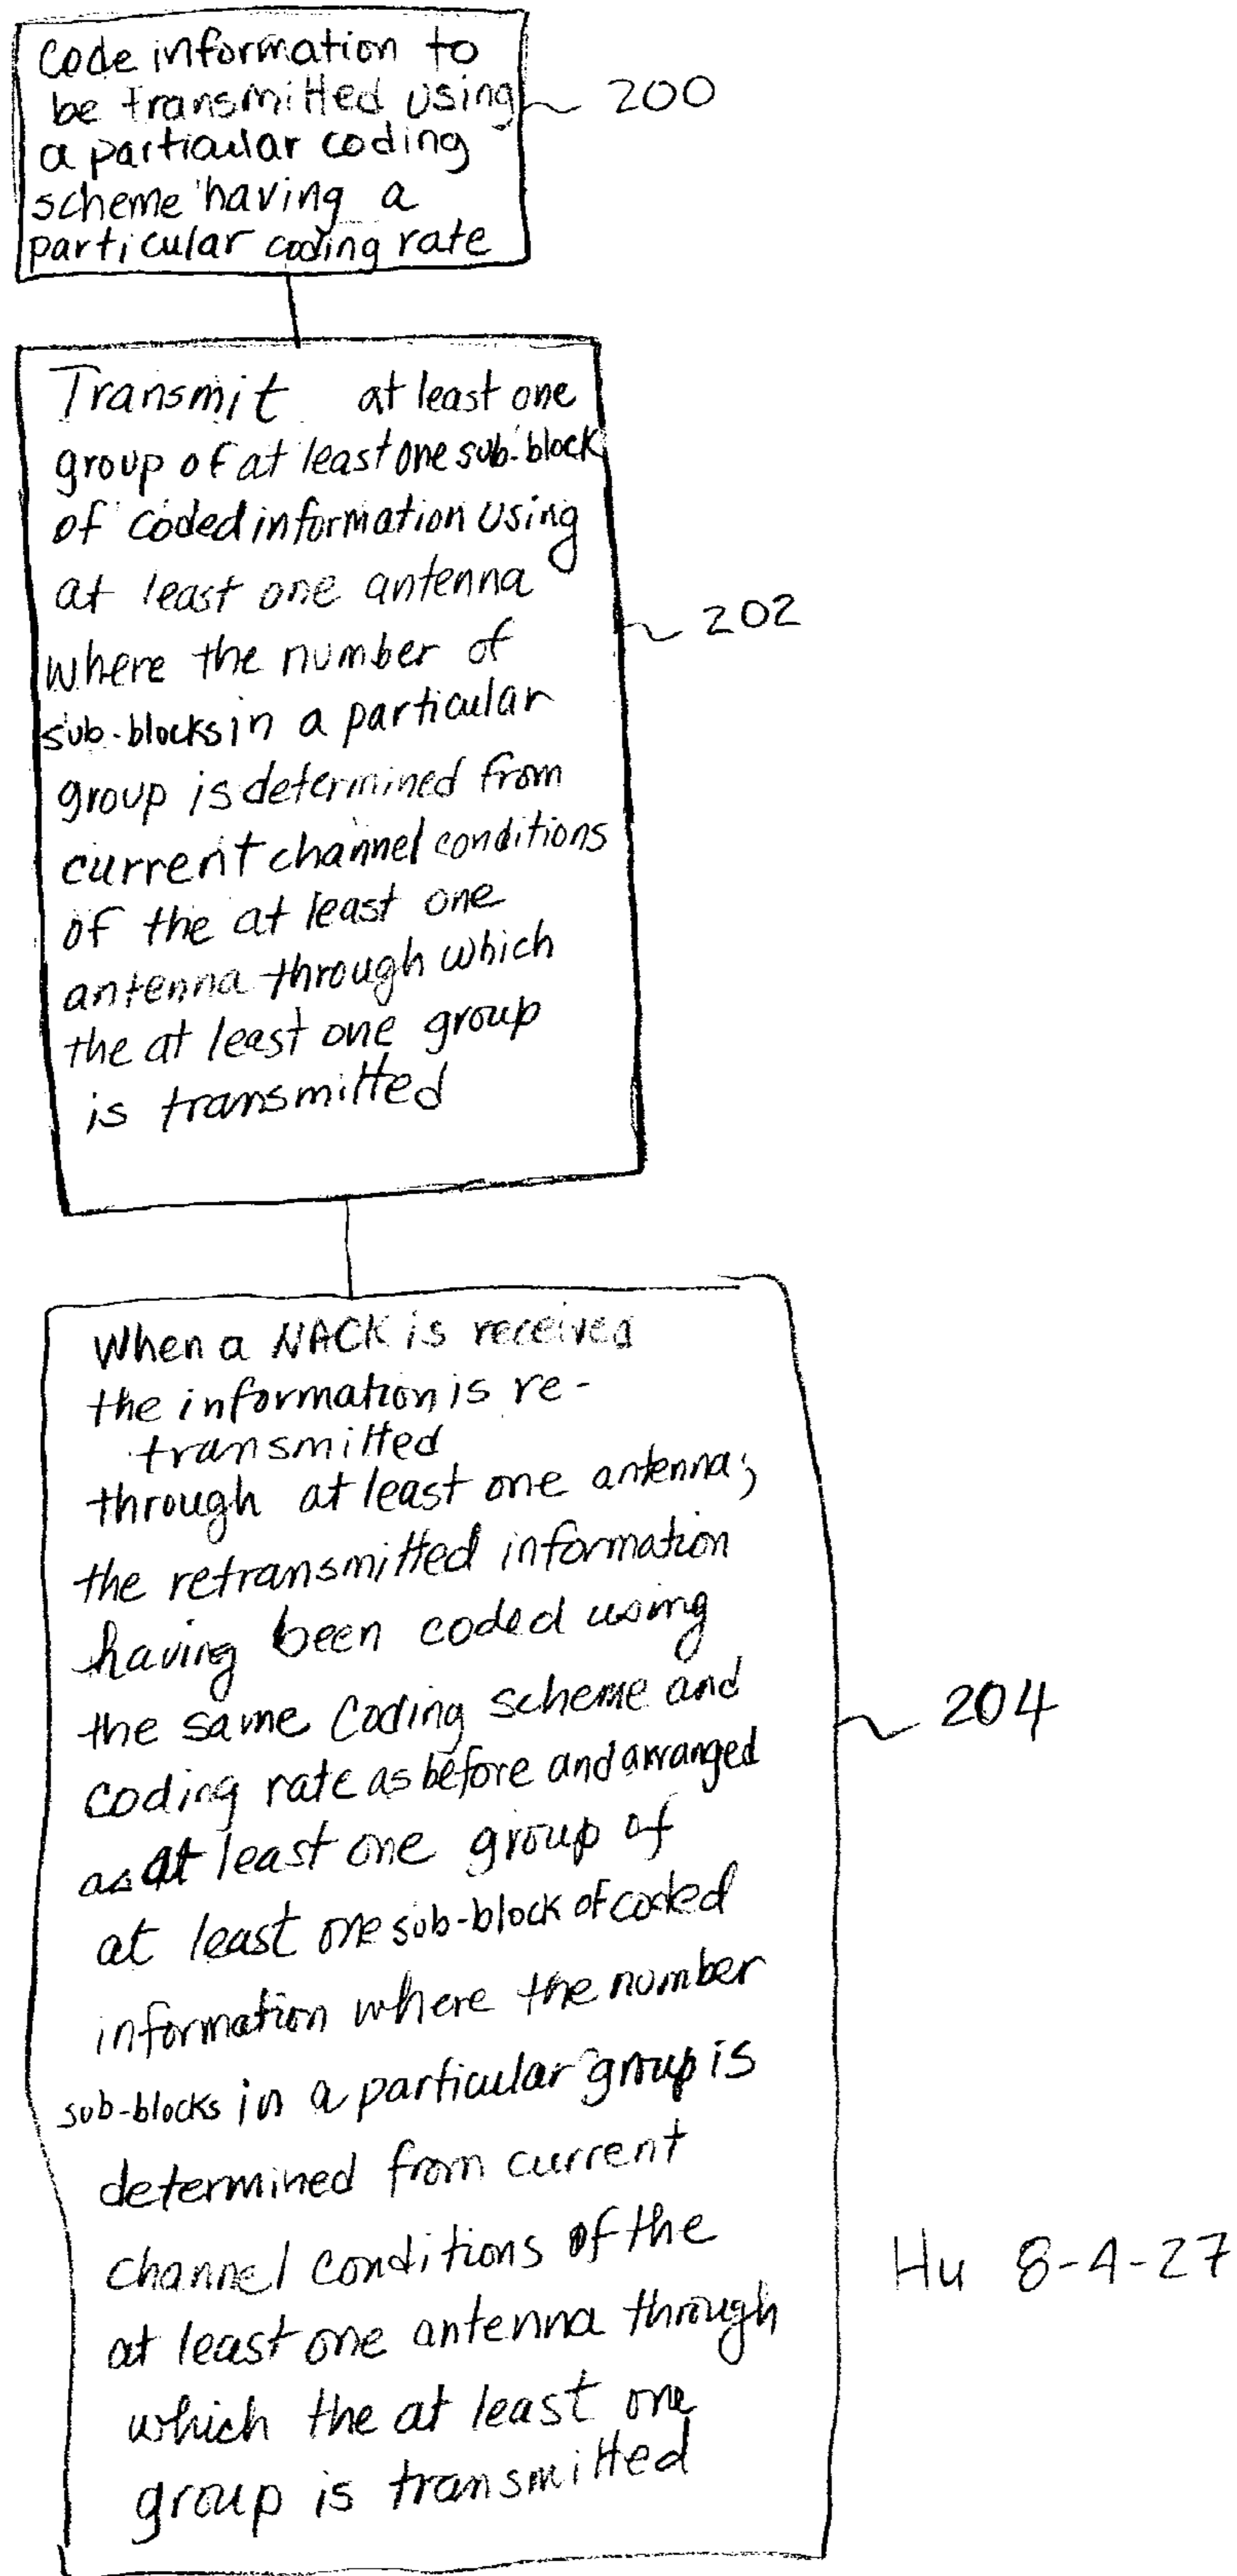 Code information to
be transmitted using
a particular coding
scheme having a
particular coding rate
200
Transmit at least one
group of at least one sub-block
of coded information using
at least one antenna
where the number of
sub-blocks in a particular
group is determined from
current channel conditions
of the at least one
antenna through which
the at least one group
is transmitted
202
When a NACK is received
the information is re-
transmitted
through at least one antenna;
the retransmitted information
having been coded using
the same coding scheme and
coding rate as before and arranged
as at least one group of
at least one sub-block of coded
information where the number
sub-blocks in a particular group is
determined from current
channel conditions of the
at least one antenna through
which the at least one
group is transmitted
204
Hu 8-4-27